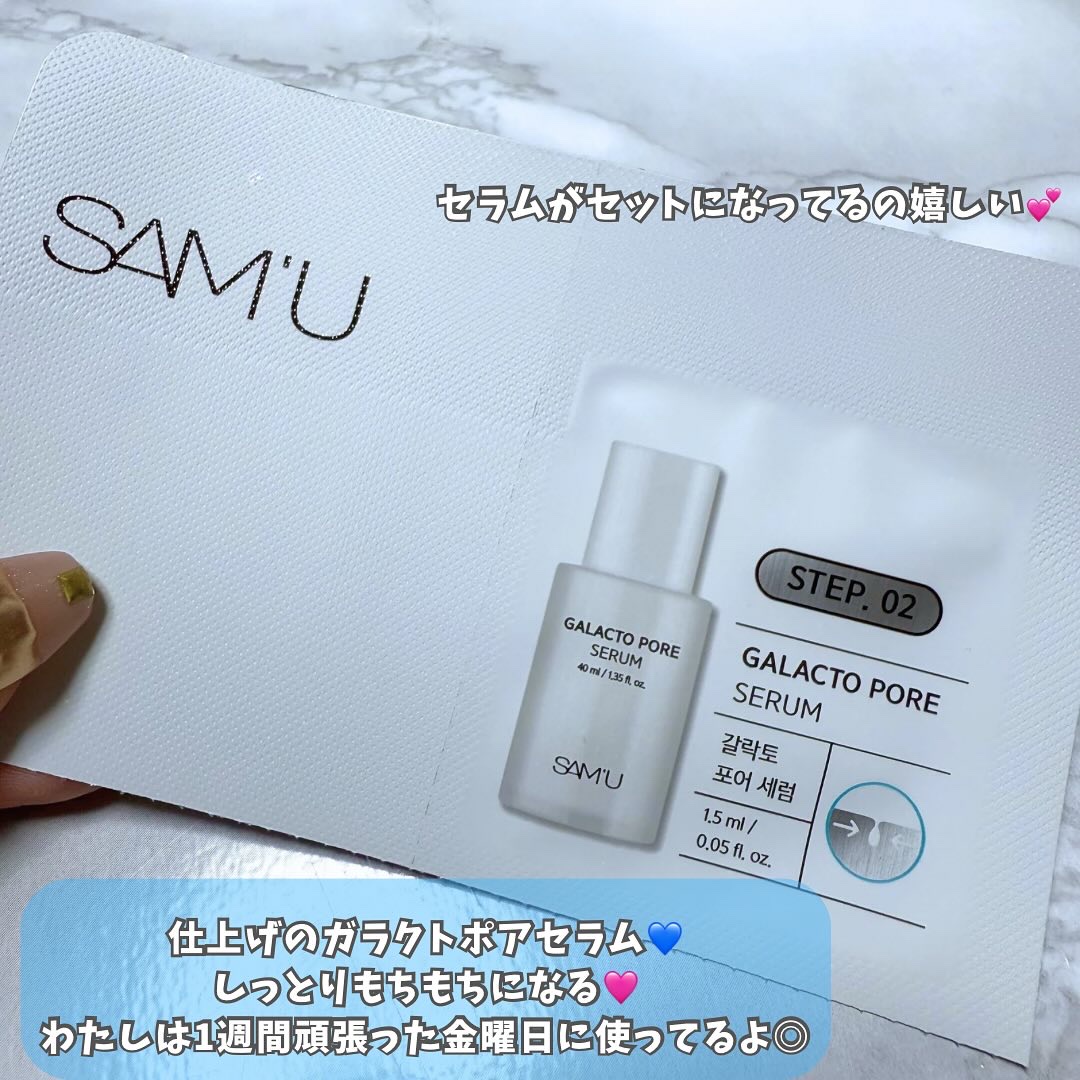 セラムがセットになってるの嬉しい💕
SAM'U
STEP. 02
GALACTO PORE
SERUM
갈락토
포어 세럼
1.5 ml /
0.05 fl. oz.
GALACTO PORE
SERUM
40 ml / 1.35 fl. oz.
SAM'U
仕上げのガラクトポアセラム💙
しっとりもちもちになる🩷
わたしは1週間頑張った金曜日に使ってるよ◎